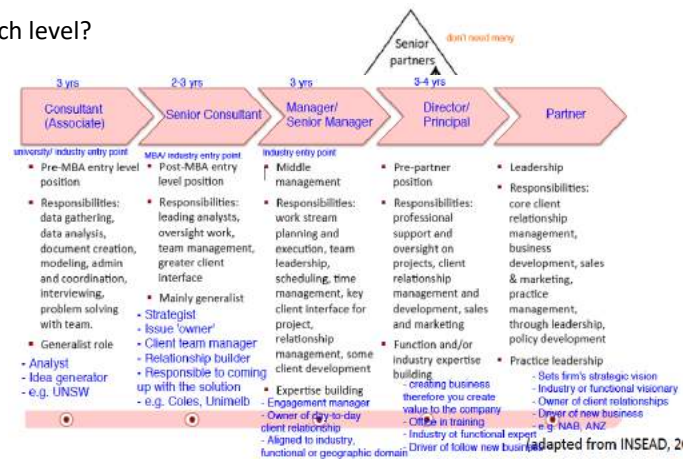 ch level?
Senior
partners
don't need many
3 yrs
2-3 yrs
3 yrs
3-4 yrs
Consultant
(Associate)
Senior Consultant
Manager/
Senior Manager
Director/
Principal
Partner
university/ industry entry point
▪ Pre-MBA entry level
position
▪ Responsibilities:
data gathering,
data analysis,
document creation,
modeling, admin
and coordination,
interviewing,
problem solving
with team.
▪ Generalist role
- Analyst
- Idea generator
- e.g. UNSW
MBA/ industry entry point
▪ Post-MBA entry
level position
▪ Responsibilities:
leading analysts,
oversight work,
team management,
greater client
interface
▪ Mainly generalist
- Strategist
- Issue 'owner'
- Client team manager
- Relationship builder
- Responsible to coming
up with the solution
- e.g. Coles, Unimelb
industry entry point
▪ Middle
management
▪ Responsibilities:
work stream
planning and
execution, team
leadership,
scheduling, time
management, key
client interface for
project,
relationship
management, some
client development
▪ Expertise building
- Engagement manager
- Owner of day-to-day
client relationship
- Aligned to industry,
functional or geographic domain
▪ Pre-partner
position
▪ Responsibilities:
professional
support and
oversight on
projects, client
relationship
management and
development, sales
and marketing
▪ Function and/or
industry expertise
building
- creating business
therefore you create
value to the company
- Office in training
- Industry ot functional expert
- Driver of follow new business
▪ Leadership
▪ Responsibilities:
core client
relationship
management,
business
development, sales
& marketing,
practice
management,
through leadership,
policy development
▪ Practice leadership
- Sets firm's strategic vision
- Industry or functional visionary
- Owner of client relationships
- Driver of new business
- e.g. NAB, ANZ
(adapted from INSEAD, 2